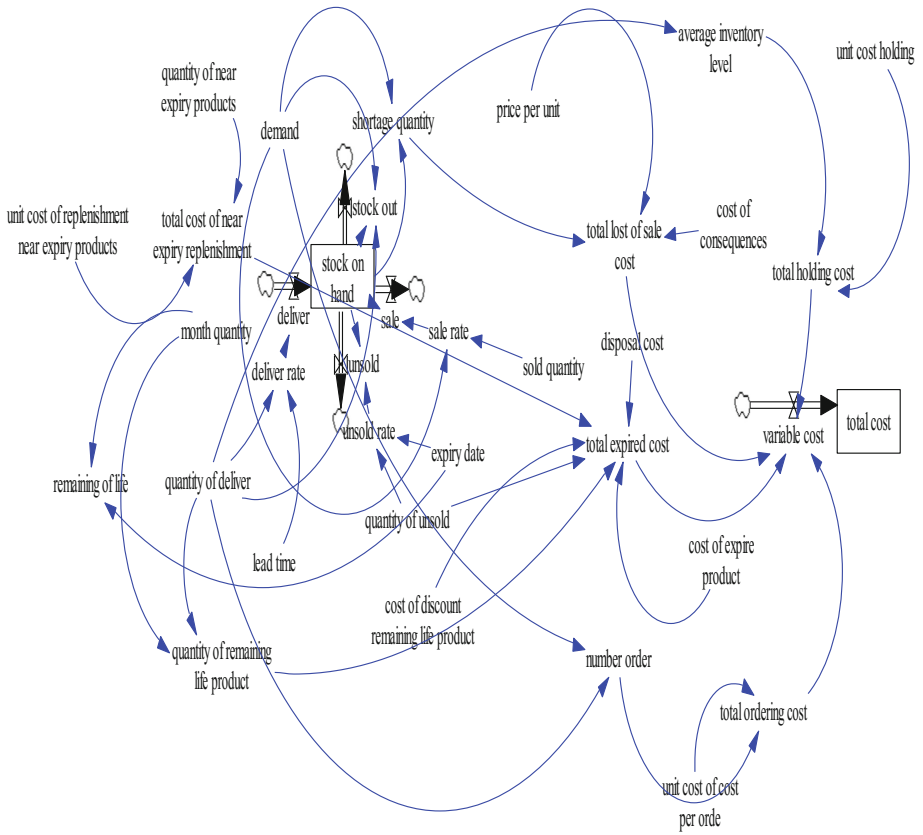 average inventory
level
unit cost holding
quantity of near
expiry products
price per unit
demand
shortage quantity
stock out
unit cost of replenishment
near expiry products
total cost of near
expiry replenishment
cost of
consequences
total lost of sale
cost
stock on
hand
total holding cost
deliver
sale
sale rate
month quantity
disposal cost
deliver rate
unsold
sold quantity
total cost
unsold rate
variable cost
total expired cost
expiry date
remaining of life
quantity of deliver
quantity of unsold
lead time
cost of expire
product
cost of discount
remaining life product
quantity of remaining
life product
number order
total ordering cost
unit cost of cost
per orde